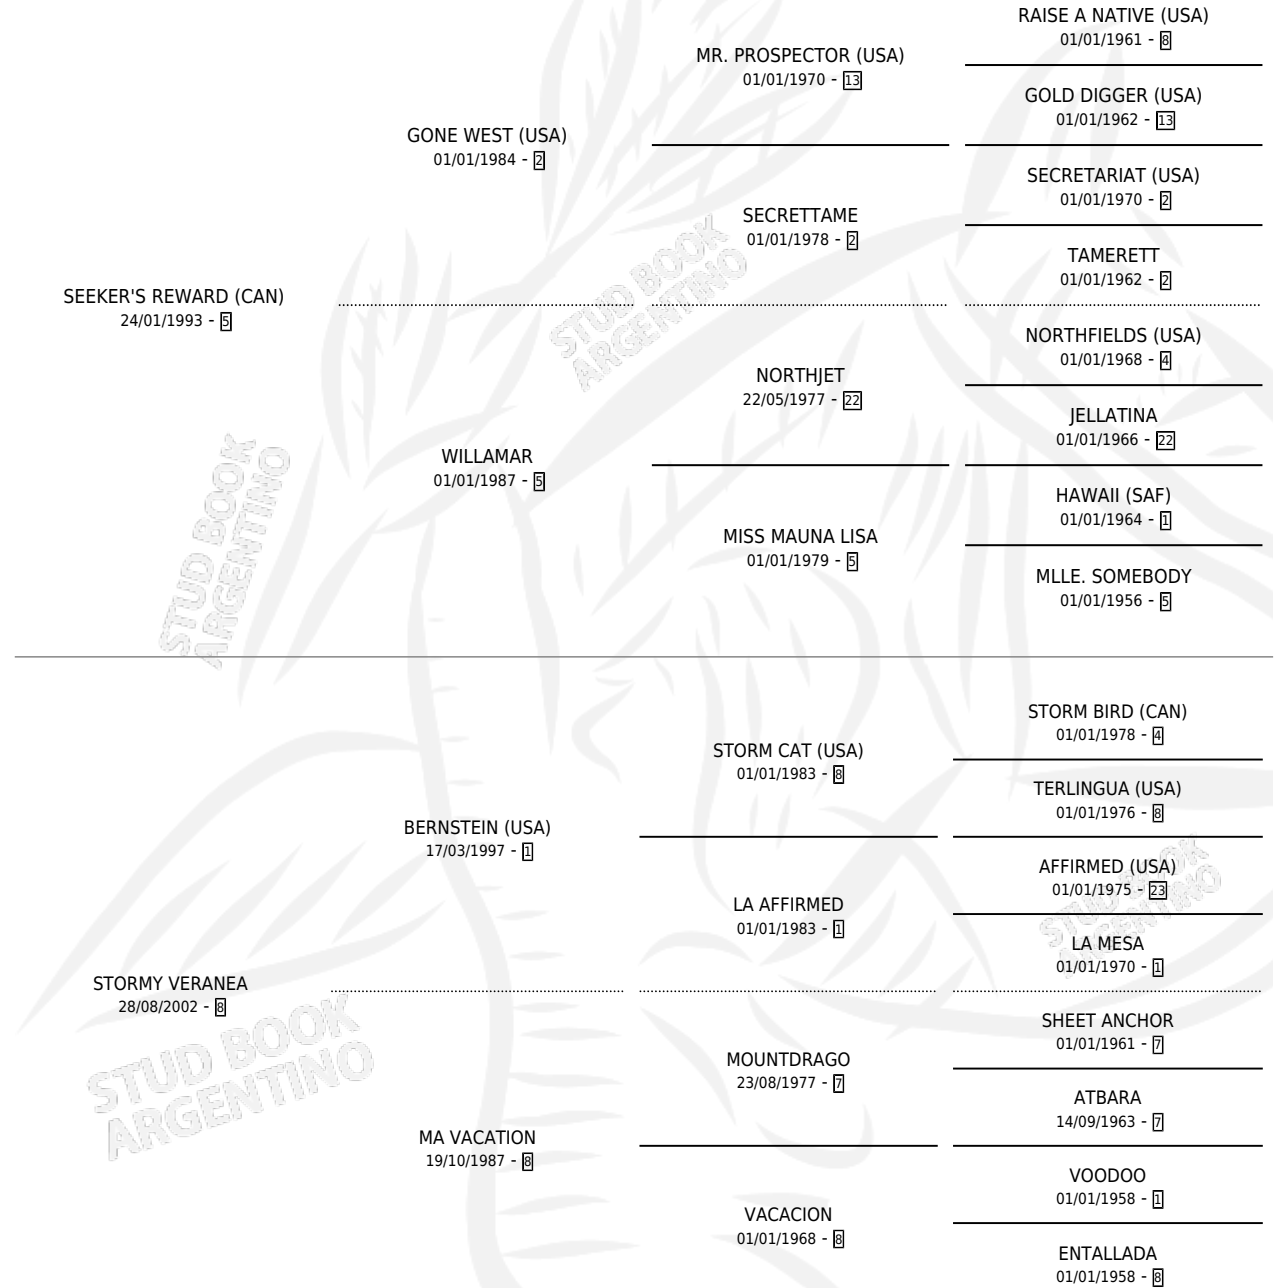 RAISE A NATIVE (USA)
01/01/1961 - 8
MR. PROSPECTOR (USA)
01/01/1970 - 13
GOLD DIGGER (USA)
01/01/1962 - 13
GONE WEST (USA)
01/01/1984 - 2
SECRETARIAT (USA)
01/01/1970 - 2
SECRETTAME
01/01/1978 - 2
TAMERETT
01/01/1962 - 2
SEEKER'S REWARD (CAN)
24/01/1993 - 5
NORTHFIELDS (USA)
01/01/1968 - 4
NORTHJET
22/05/1977 - 22
JELLATINA
01/01/1966 - 22
WILLAMAR
01/01/1987 - 5
HAWAII (SAF)
01/01/1964 - 1
MISS MAUNA LISA
01/01/1979 - 5
MLLE. SOMEBODY
01/01/1956 - 5
STORM BIRD (CAN)
01/01/1978 - 4
STORM CAT (USA)
01/01/1983 - 8
TERLINGUA (USA)
01/01/1976 - 8
BERNSTEIN (USA)
17/03/1997 - 1
AFFIRMED (USA)
01/01/1975 - 23
LA AFFIRMED
01/01/1983 - 1
LA MESA
01/01/1970 - 1
STORMY VERANEA
28/08/2002 - 8
SHEET ANCHOR
01/01/1961 - 7
MOUNTDRAGO
23/08/1977 - 7
ATBARA
14/09/1963 - 7
MA VACATION
19/10/1987 - 8
VOODOO
01/01/1958 - 1
VACACION
01/01/1968 - 8
ENTALLADA
01/01/1958 - 8
STUD BOOK
ARGENTINO
STUD BOOK
ARGENTINO
STUD BOOK
ARGENTINO
STUD BOOK
ARGENTINO